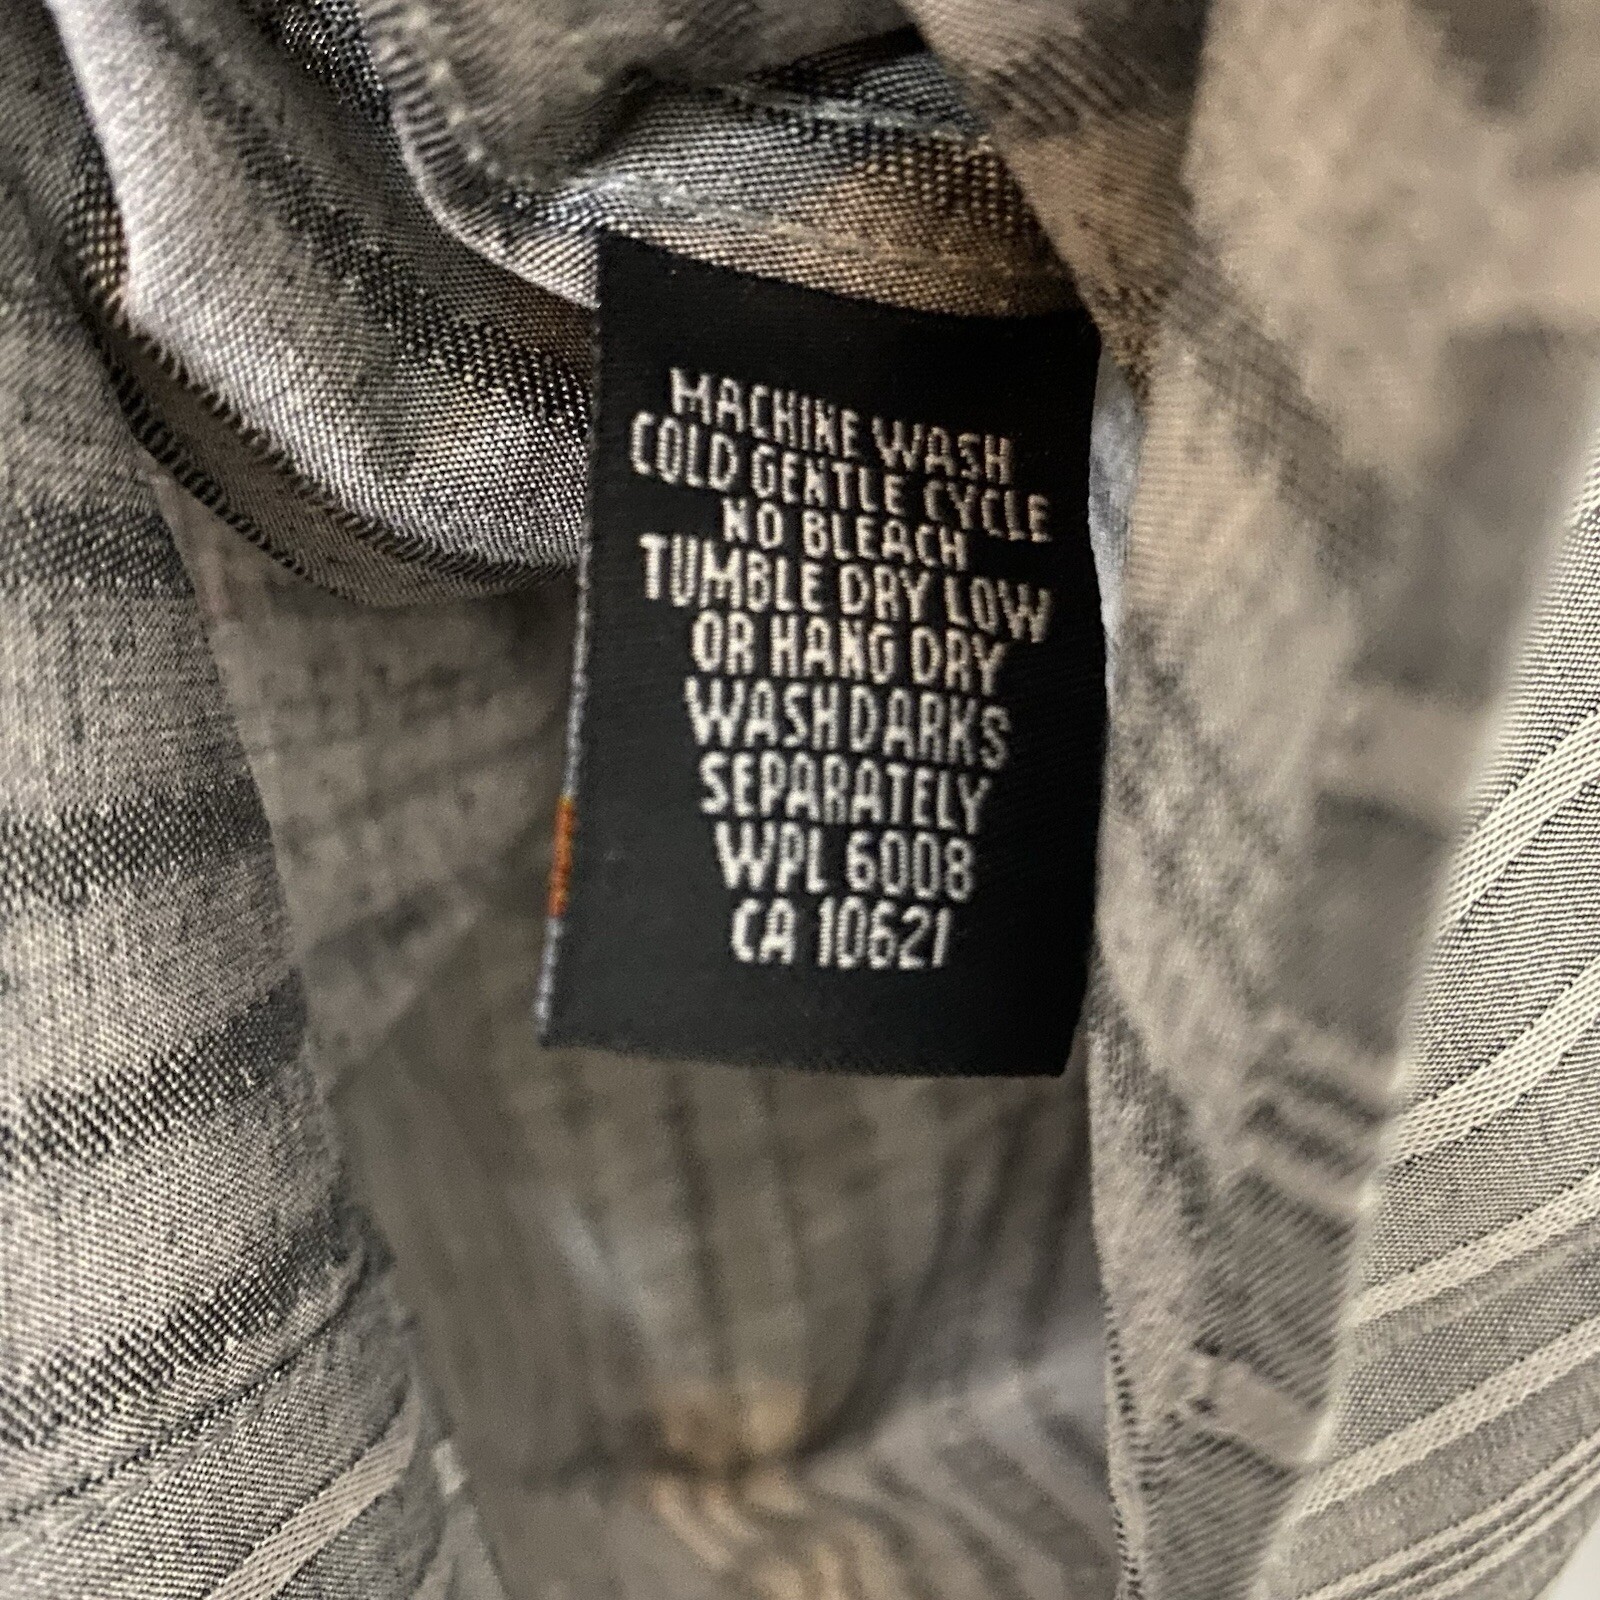 MACHINE WASH
COLD GENTLE CYCLE
NO BLEACH
TUMBLE DRY LOW
OR HANG DRY
WASH DARKS
SEPARATELY
WPL 6008
CA 10621